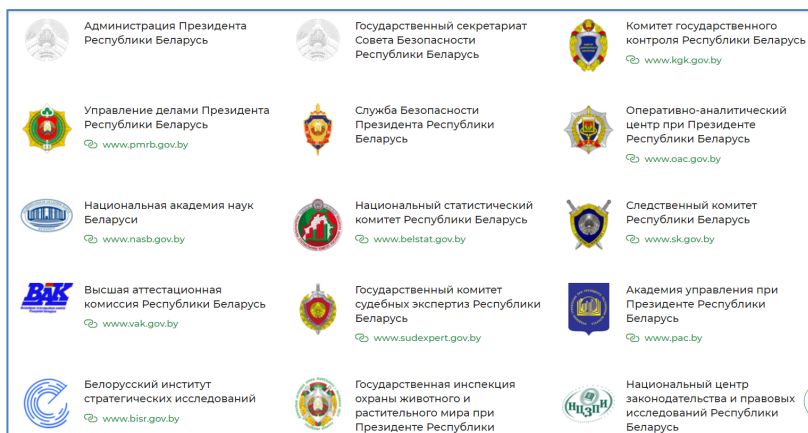 Администрация Президента
Республики Беларусь
Государственный секретариат
Совета Безопасности
Республики Беларусь
Комитет государственного
контроля Республики Беларусь
www.kgk.gov.by
Управление делами Президента
Республики Беларусь
www.pmrb.gov.by
Служба Безопасности
Президента Республики
Беларусь
Оперативно-аналитический
центр при Президенте
Республики Беларусь
www.oac.gov.by
Национальная академия наук
Беларуси
www.nasb.gov.by
Национальный статистический
комитет Республики Беларусь
www.belstat.gov.by
Следственный комитет
Республики Беларусь
www.sk.gov.by
ВАК
Высшая аттестационная
комиссия Республики Беларусь
www.vak.gov.by
Государственный комитет
судебных экспертиз Республики
Беларусь
www.sudexpert.gov.by
Академия управления при
Президенте Республики
Беларусь
www.pac.by
Белорусский институт
стратегических исследований
www.bisr.gov.by
Государственная инспекция
охраны животного и
растительного мира при
Президенте Республики
НЦЗПИ
Национальный центр
законодательства и правовых
исследований Республики
Беларусь